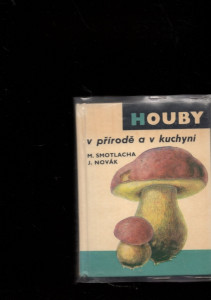 HOUBY
v přírodě a v kuchyni
M. SMOTLACHA
J. NOVÁK